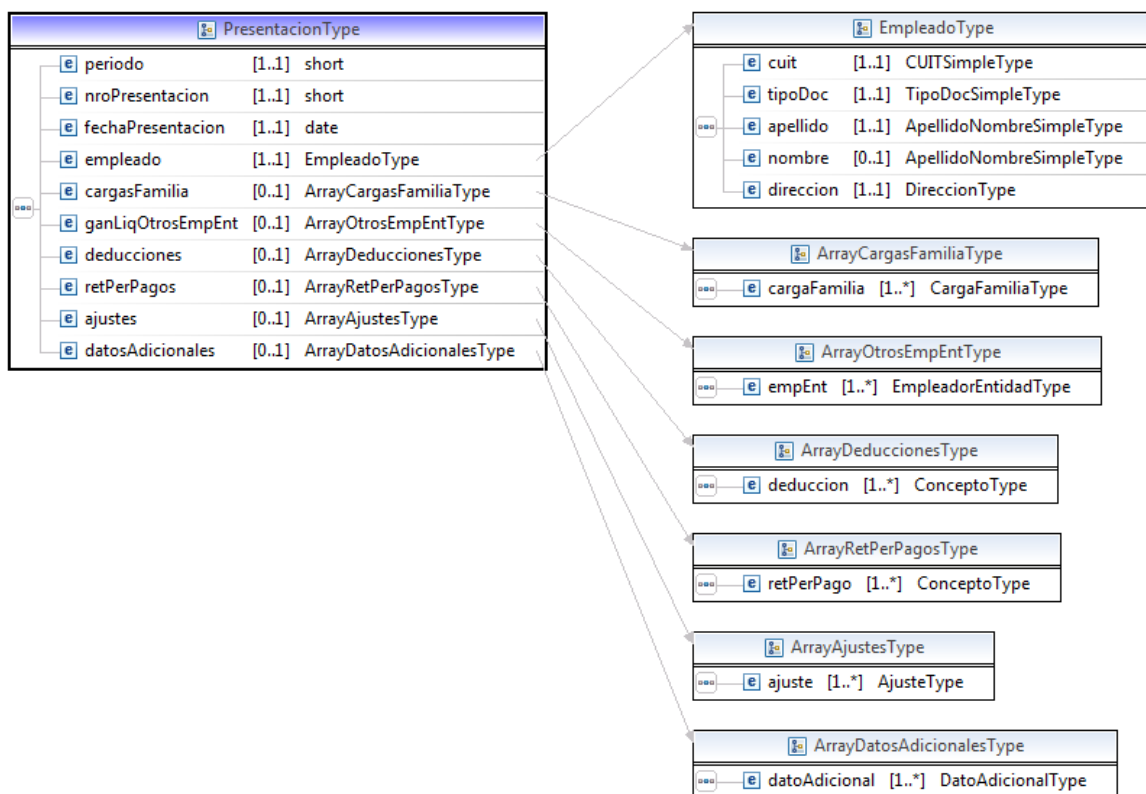 PresentacionType
e periodo [1..1] short
e nroPresentacion [1..1] short
e fechaPresentacion [1..1] date
e empleado [1..1] EmpleadoType
e cargasFamilia [0..1] ArrayCargasFamiliaType
e ganLiqOtrosEmpEnt [0..1] ArrayOtrosEmpEntType
e deducciones [0..1] ArrayDeduccionesType
e retPerPagos [0..1] ArrayRetPerPagosType
e ajustes [0..1] ArrayAjustesType
e datosAdicionales [0..1] ArrayDatosAdicionalesType
EmpleadoType
e cuit [1..1] CUITSimpleType
e tipoDoc [1..1] TipoDocSimpleType
e apellido [1..1] ApellidoNombreSimpleType
e nombre [0..1] ApellidoNombreSimpleType
e direccion [1..1] DireccionType
ArrayCargasFamiliaType
e cargaFamilia [1..*] CargaFamiliaType
ArrayOtrosEmpEntType
e empEnt [1..*] EmpleadorEntidadType
ArrayDeduccionesType
e deduccion [1..*] ConceptoType
ArrayRetPerPagosType
e retPerPago [1..*] ConceptoType
ArrayAjustesType
e ajuste [1..*] AjusteType
ArrayDatosAdicionalesType
e datoAdicional [1..*] DatoAdicionalType